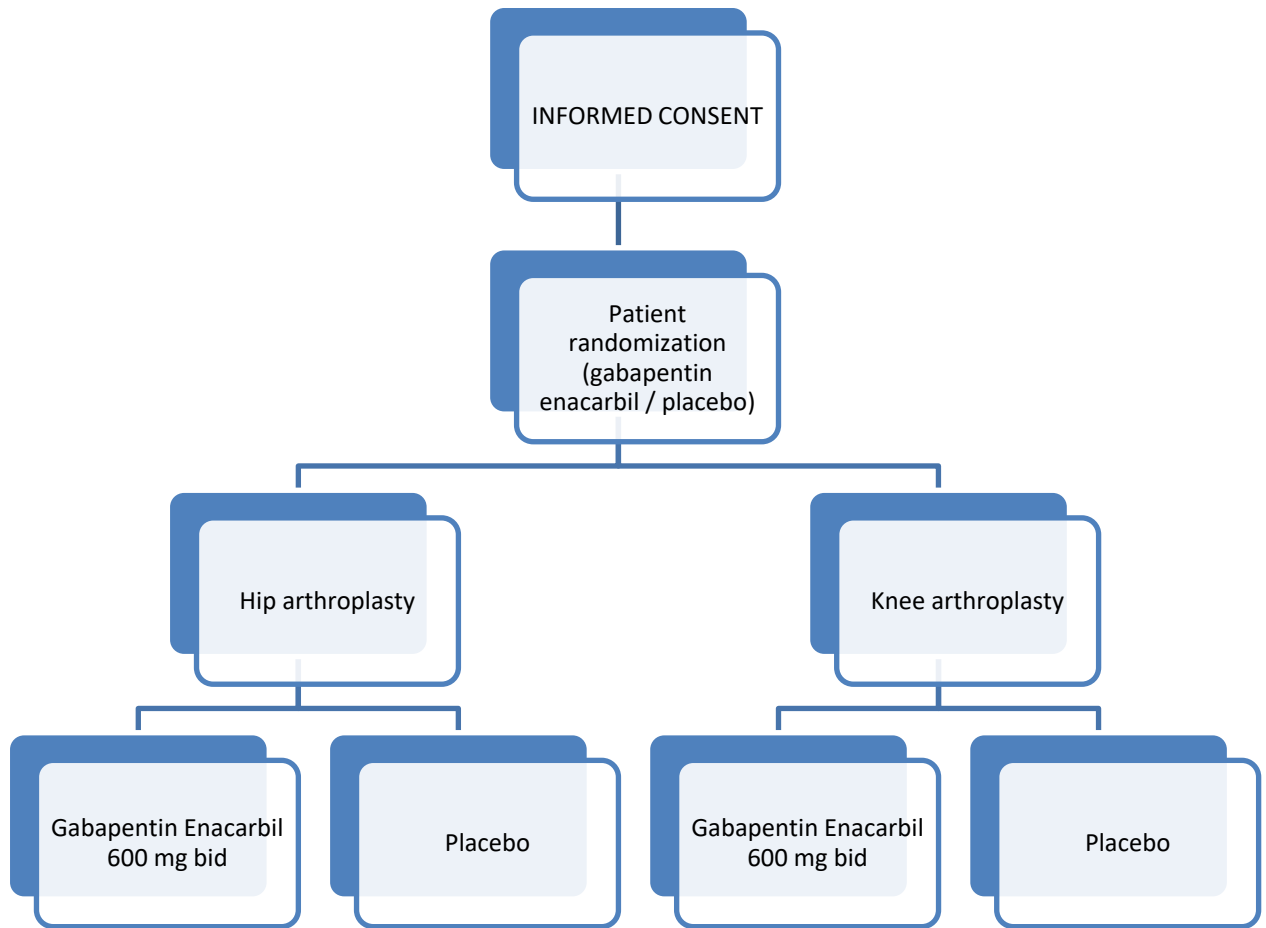 INFORMED CONSENT
Patient
randomization
(gabapentin
enacarbil / placebo)
Hip arthroplasty
Knee arthroplasty
Gabapentin Enacarbil
600 mg bid
Placebo
Gabapentin Enacarbil
600 mg bid
Placebo